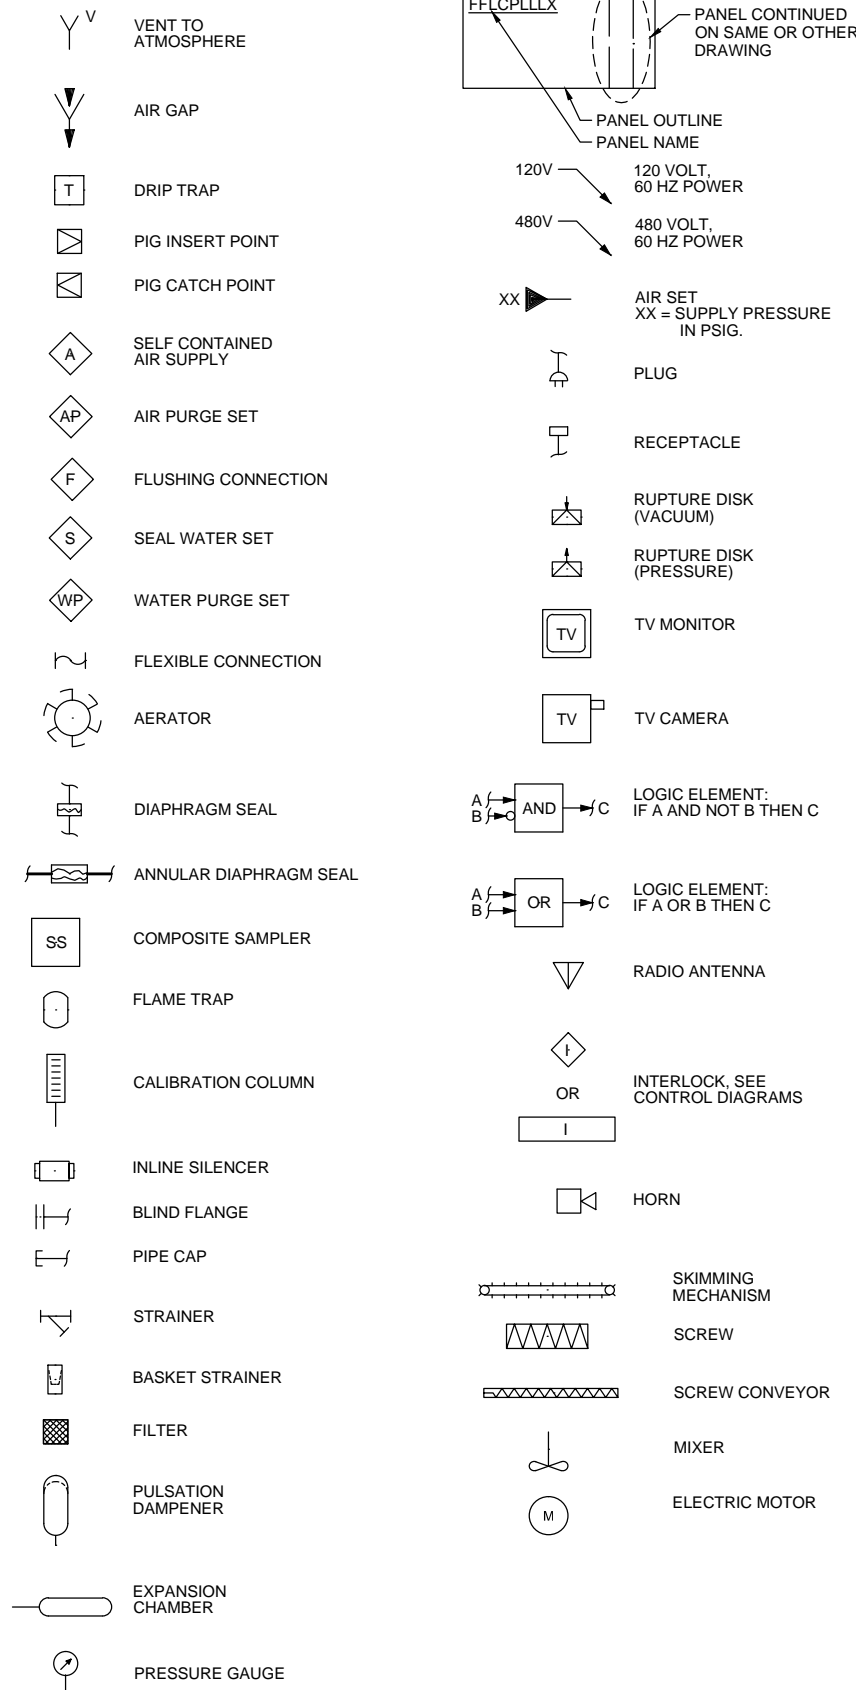 V
VENT TO
ATMOSPHERE
AIR GAP
T
DRIP TRAP
PIG INSERT POINT
PIG CATCH POINT
A
SELF CONTAINED
AIR SUPPLY
AP
AIR PURGE SET
F
FLUSHING CONNECTION
S
SEAL WATER SET
WP
WATER PURGE SET
FLEXIBLE CONNECTION
AERATOR
DIAPHRAGM SEAL
ANNULAR DIAPHRAGM SEAL
SS
COMPOSITE SAMPLER
FLAME TRAP
CALIBRATION COLUMN
INLINE SILENCER
BLIND FLANGE
PIPE CAP
STRAINER
BASKET STRAINER
FILTER
PULSATION
DAMPENER
EXPANSION
CHAMBER
PRESSURE GAUGE
FFLCPLLLX
PANEL CONTINUED
ON SAME OR OTHER
DRAWING
PANEL OUTLINE
PANEL NAME
120V
120 VOLT,
60 HZ POWER
480V
480 VOLT,
60 HZ POWER
XX
AIR SET
XX = SUPPLY PRESSURE
IN PSIG.
PLUG
RECEPTACLE
RUPTURE DISK
(VACUUM)
RUPTURE DISK
(PRESSURE)
TV
TV MONITOR
TV
TV CAMERA
A
B
AND
C
LOGIC ELEMENT:
IF A AND NOT B THEN C
A
B
OR
C
LOGIC ELEMENT:
IF A OR B THEN C
RADIO ANTENNA
I
OR
I
INTERLOCK, SEE
CONTROL DIAGRAMS
HORN
SKIMMING
MECHANISM
SCREW
SCREW CONVEYOR
MIXER
M
ELECTRIC MOTOR